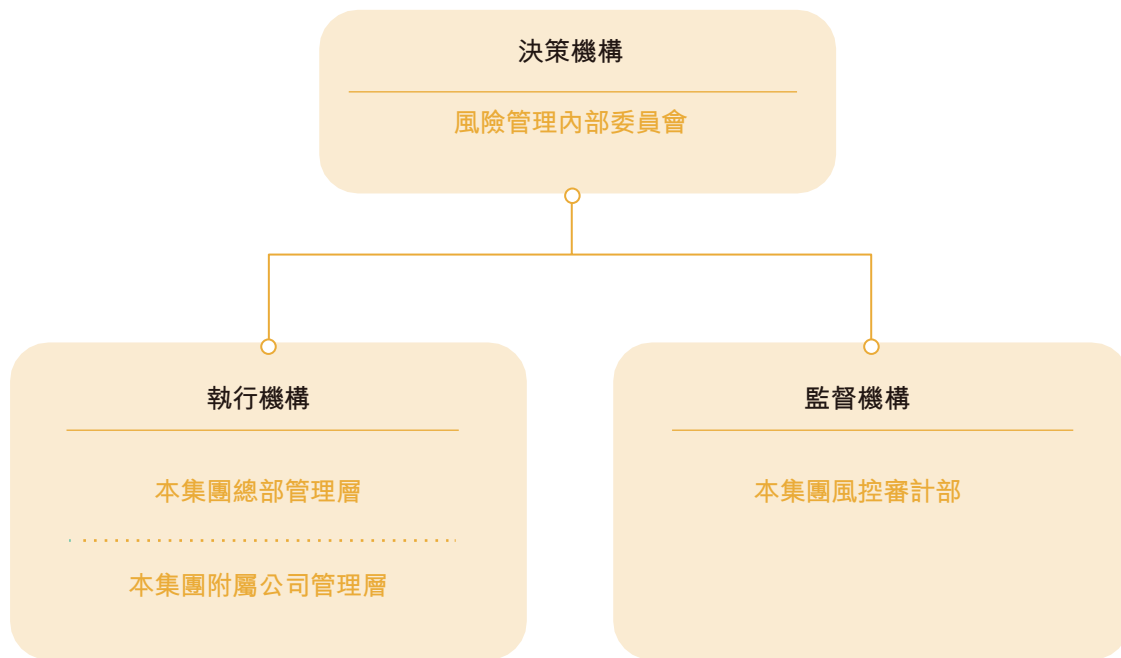 決策機構
風險管理內部委員會
執行機構
本集團總部管理層
本集團附屬公司管理層
監督機構
本集團風控審計部